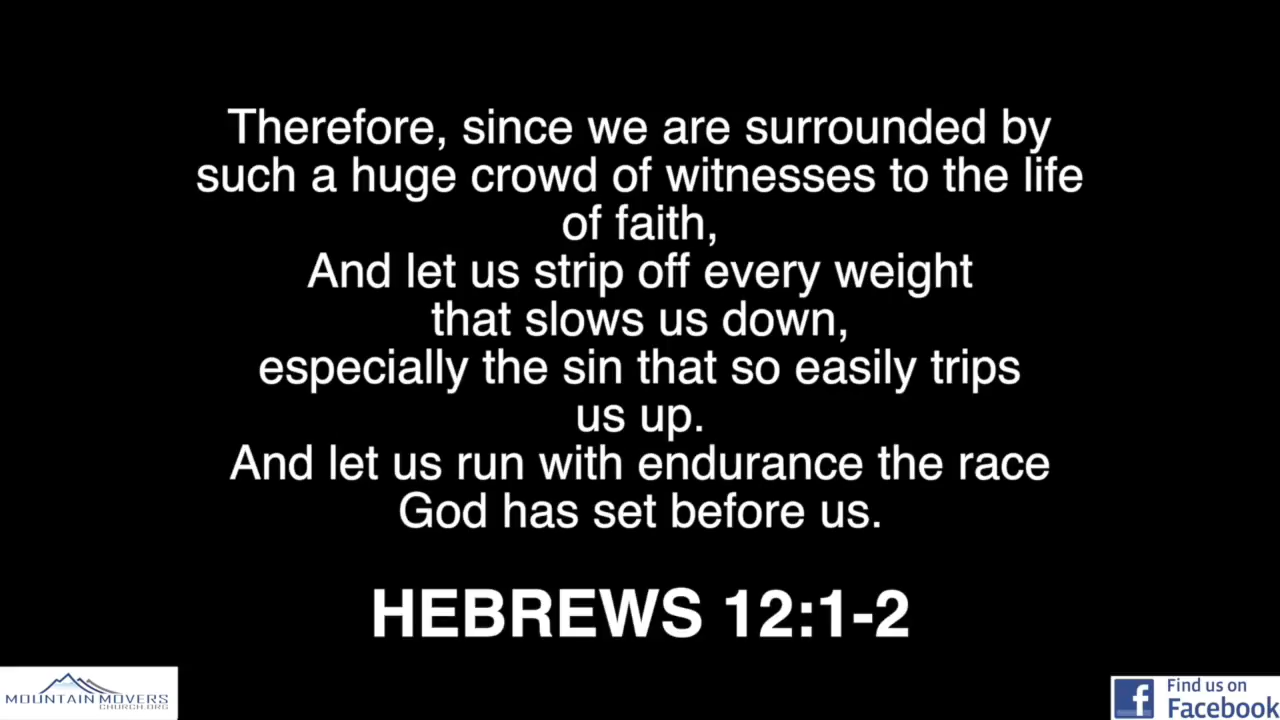 Therefore, since we are surrounded by
such a huge crowd of witnesses to the life
of faith,
And let us strip off every weight
that slows us down,
especially the sin that so easily trips
us up.
And let us run with endurance the race
God has set before us.
HEBREWS 12:1-2
MOUNTAIN MOVERS
CHURCH.ORG
Find us on
Facebook